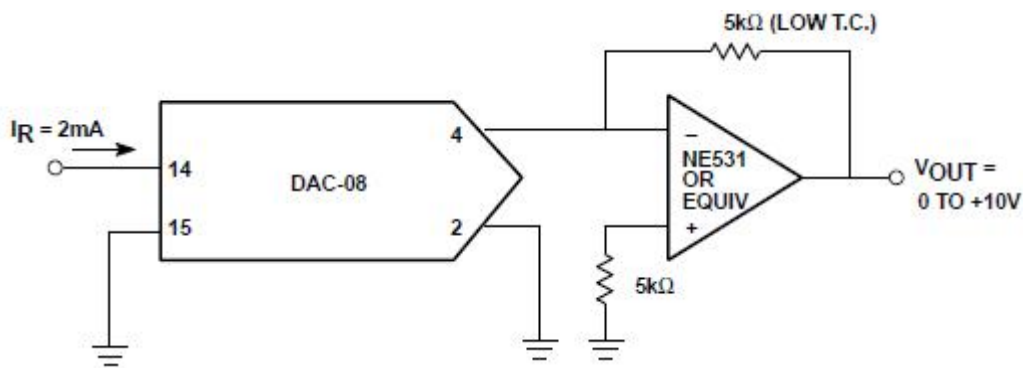 5kΩ (LOW T.C.)
IR = 2mA
14
15
DAC-08
4
2
−
NE531
OR
EQUIV
+
5kΩ
VOUT =
0 TO +10V